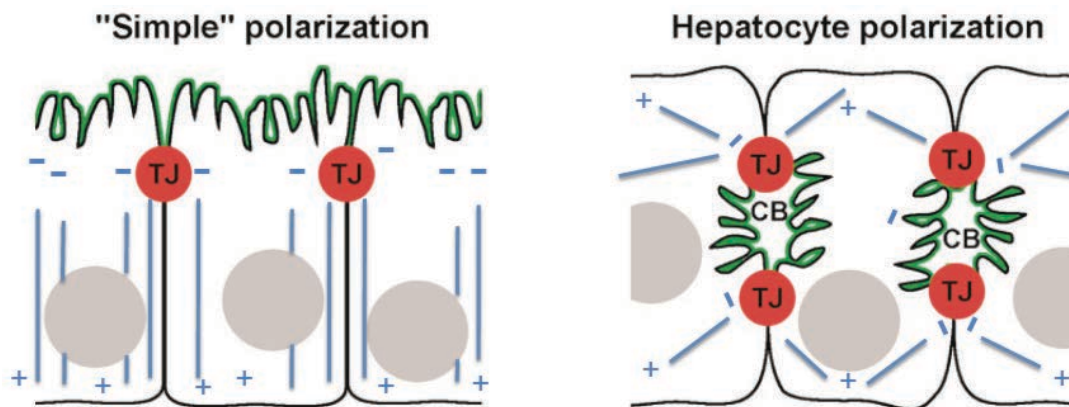 "Simple" polarization
Hepatocyte polarization
TJ
TJ
TJ
TJ
CB
CB
TJ
TJ
- - - - - - - -
+ + + + +
+ + + + +